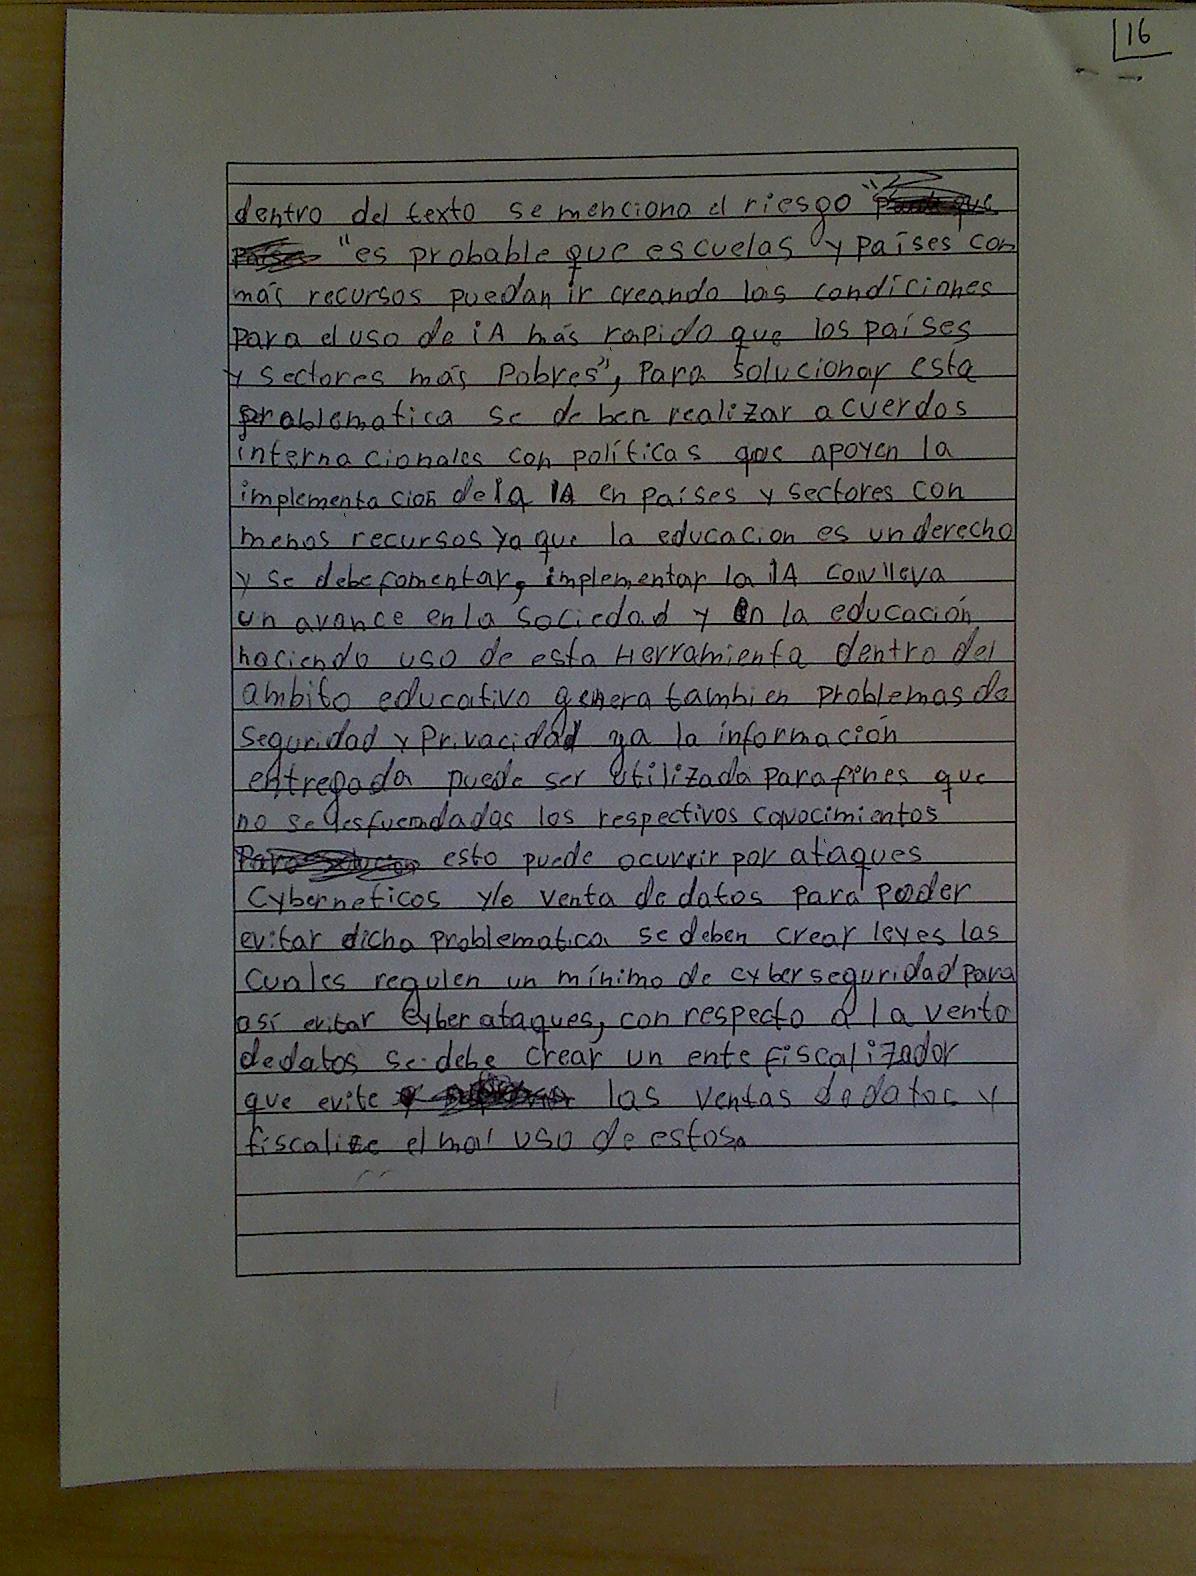 16
dentro del texto se menciona el riesgo "
"es probable que escuelas y países con
más recursos puedan ir creando las condiciones
para el uso de iA más rapido que los países
y sectores más Pobres", Para solucionar esta
problematica se deben realizar acuerdos
internacionales con políticas que apoyen la
implementación de la IA en países y sectores con
menos recursos ya que la educacion es un derecho
y se debe fomentar, implementar la IA conlleva
un avance en la sociedad y en la educación,
haciendo uso de esta Herramienta dentro del
ambito educativo genera tambien problemas de
seguridad y privacidad ya la información
entregada puede ser utilizada para fines que
no se les los respectivos conocimientos
esto puede ocurrir por ataques
Cyberneticos y/o venta de datos para poder
evitar dicha problematica se deben crear leyes las
cuales regulen un mínimo de cyberseguridad para
así evitar cyber ataques, con respecto a la venta
de datos se debe crear un ente fiscalizador
que evite las ventas de datos y
fiscalize el mal uso de estos.